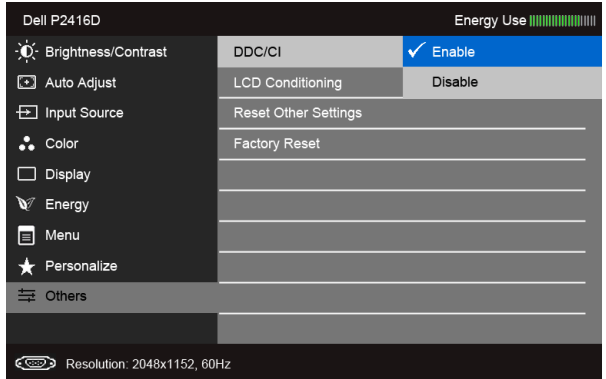 Dell P2416D
Energy Use
Brightness/Contrast
DDC/CI
Enable
Auto Adjust
LCD Conditioning
Disable
Input Source
Reset Other Settings
Color
Factory Reset
Display
Energy
Menu
Personalize
Others
Resolution: 2048x1152, 60Hz